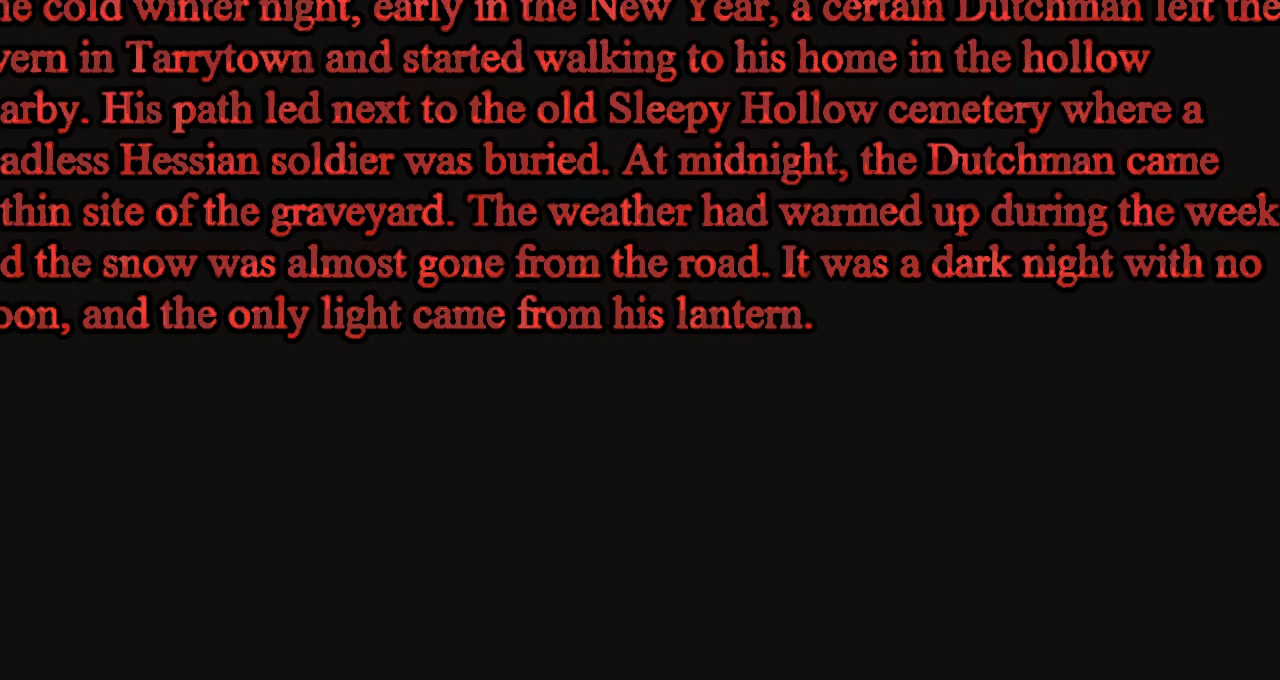 ne cold winter night, early in the New Year, a certain Dutchman left the
vern in Tarrytown and started walking to his home in the hollow
arby. His path led next to the old Sleepy Hollow cemetery where a
adless Hessian soldier was buried. At midnight, the Dutchman came
thin site of the graveyard. The weather had warmed up during the week
d the snow was almost gone from the road. It was a dark night with no
oon, and the only light came from his lantern.